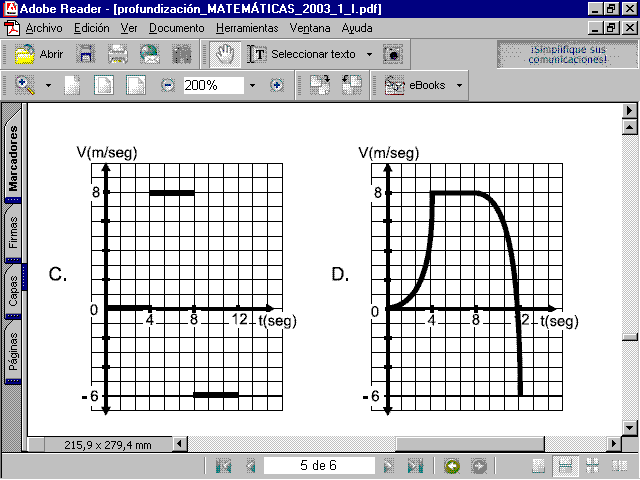 Adobe Reader - [profundización_MATEMÁTICAS_2003_1_I.pdf]
Archivo Edición Ver Documento Herramientas Ventana Ayuda
Abrir Seleccionar texto ¡Simplifique sus comunicaciones!
200% eBooks
Marcadores
Firmas
Capas
Páginas
V(m/seg) V(m/seg)
8 8
C. D.
0 0
4 8 12 t(seg) 4 8 12 t(seg)
-6 -6
215,9 x 279,4 mm
5 de 6